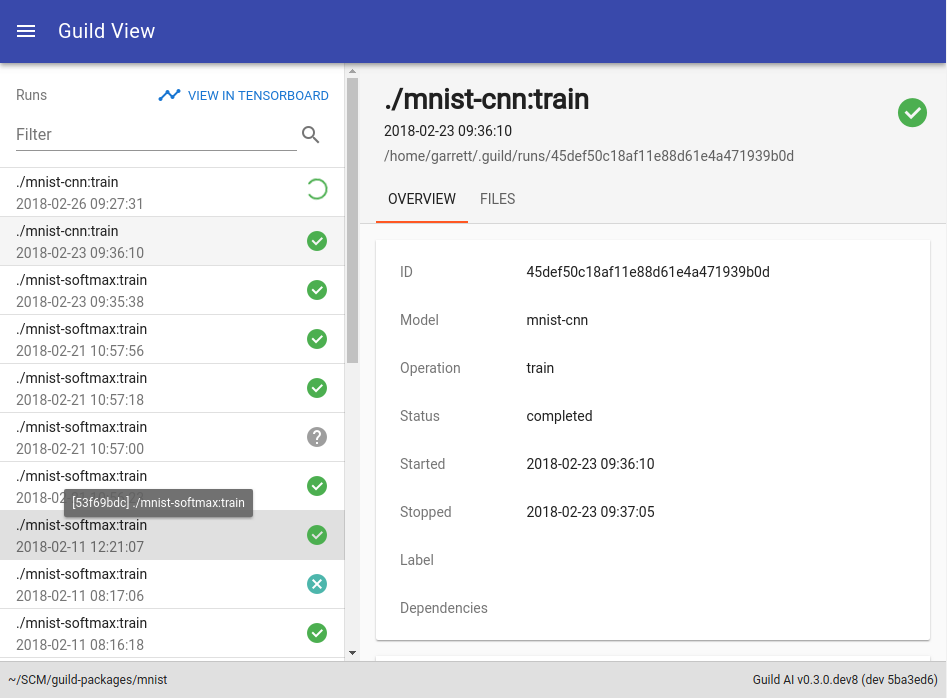 Guild View
Runs
VIEW IN TENSORBOARD
Filter
./mnist-cnn:train
2018-02-26 09:27:31
./mnist-cnn:train
2018-02-23 09:36:10
./mnist-softmax:train
2018-02-23 09:35:38
./mnist-softmax:train
2018-02-21 10:57:56
./mnist-softmax:train
2018-02-21 10:57:18
./mnist-softmax:train
2018-02-21 10:57:00
./mnist-softmax:train
2018-02
[53f69bdc] ./mnist-softmax:train
./mnist-softmax:train
2018-02-11 12:21:07
./mnist-softmax:train
2018-02-11 08:17:06
./mnist-softmax:train
2018-02-11 08:16:18
./mnist-cnn:train
2018-02-23 09:36:10
/home/garrett/.guild/runs/45def50c18af11e88d61e4a471939b0d
OVERVIEW FILES
ID 45def50c18af11e88d61e4a471939b0d
Model mnist-cnn
Operation train
Status completed
Started 2018-02-23 09:36:10
Stopped 2018-02-23 09:37:05
Label
Dependencies
~/SCM/guild-packages/mnist
Guild AI v0.3.0.dev8 (dev 5ba3ed6)